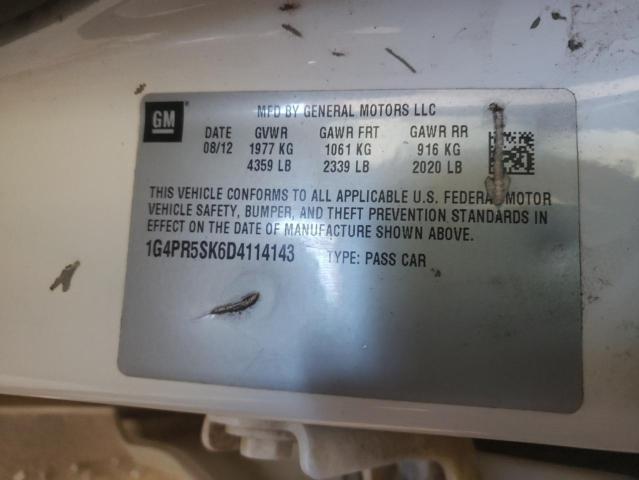 GM
MFD BY GENERAL MOTORS LLC
DATE GVWR GAWR FRT GAWR RR
08/12 1977 KG 1061 KG 916 KG
4359 LB 2339 LB 2020 LB
THIS VEHICLE CONFORMS TO ALL APPLICABLE U.S. FEDERAL MOTOR
VEHICLE SAFETY, BUMPER, AND THEFT PREVENTION STANDARDS IN
EFFECT ON THE DATE OF MANUFACTURE SHOWN ABOVE.
1G4PR5SK6D4114143 TYPE: PASS CAR